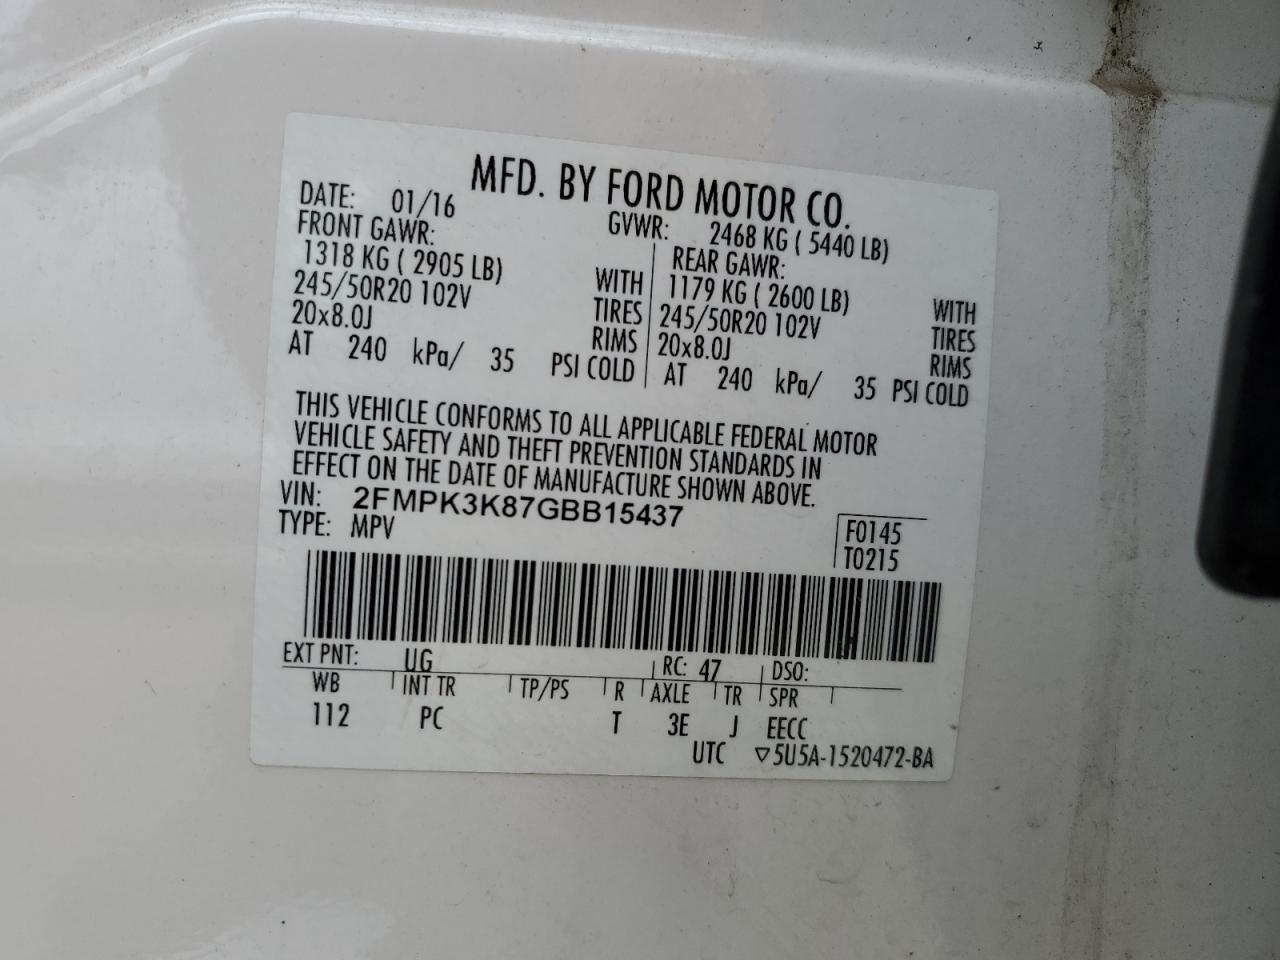 MFD. BY FORD MOTOR CO.
DATE: 01/16 GVWR: 2468 KG ( 5440 LB)
FRONT GAWR: REAR GAWR:
1318 KG ( 2905 LB) WITH 1179 KG ( 2600 LB) WITH
245/50R20 102V TIRES 245/50R20 102V TIRES
20x8.0J RIMS 20x8.0J RIMS
AT 240 kPa/ 35 PSI COLD AT 240 kPa/ 35 PSI COLD
THIS VEHICLE CONFORMS TO ALL APPLICABLE FEDERAL MOTOR
VEHICLE SAFETY AND THEFT PREVENTION STANDARDS IN
EFFECT ON THE DATE OF MANUFACTURE SHOWN ABOVE.
VIN: 2FMPK3K87GBB15437
TYPE: MPV
F0145
T0215
EXT PNT: UG RC: 47 DSO:
WB INT TR TP/PS R AXLE TR SPR
112 PC T 3E J EECC
UTC ▽5U5A-1520472-BA